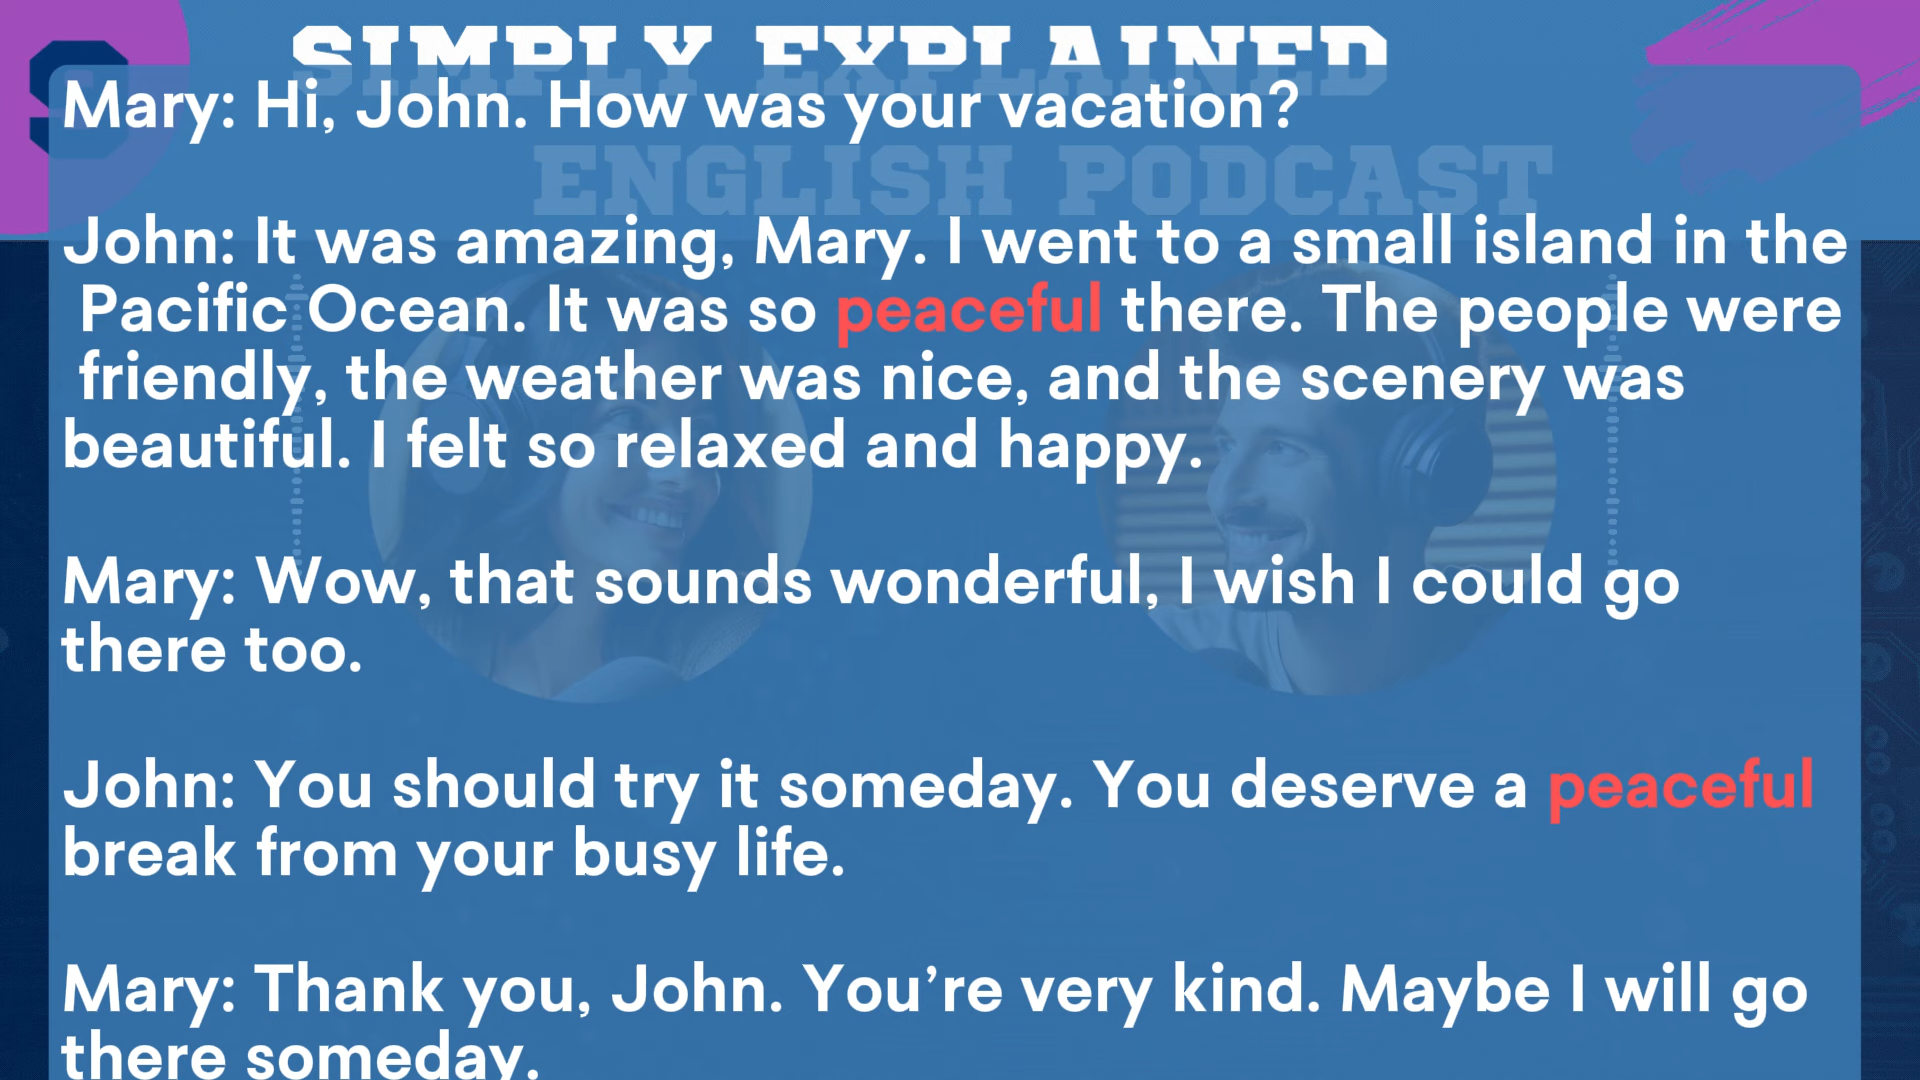 SIMPLY EXPLAINED
Mary: Hi, John. How was your vacation?
ENGLISH PODCAST
John: It was amazing, Mary. I went to a small island in the
Pacific Ocean. It was so peaceful there. The people were
friendly, the weather was nice, and the scenery was
beautiful. I felt so relaxed and happy.
Mary: Wow, that sounds wonderful, I wish I could go
there too.
John: You should try it someday. You deserve a peaceful
break from your busy life.
Mary: Thank you, John. You’re very kind. Maybe I will go
there someday.